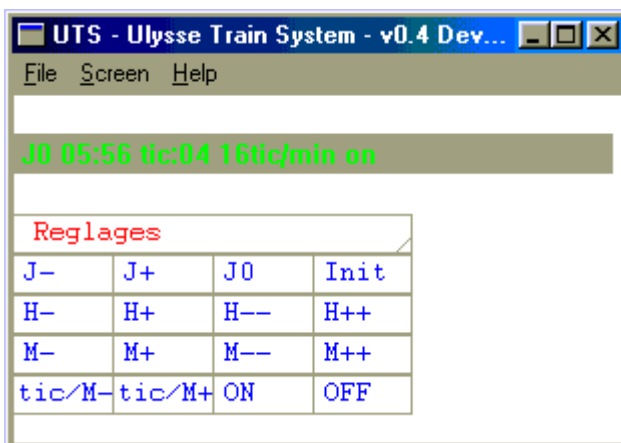 UTS - Ulysse Train System - v0.4 Dev...
File Screen Help
J0 05:56 tic:04 16tic/min on
Reglages
J- J+ J0 Init
H- H+ H-- H++
M- M+ M-- M++
tic/M- tic/M+ ON OFF